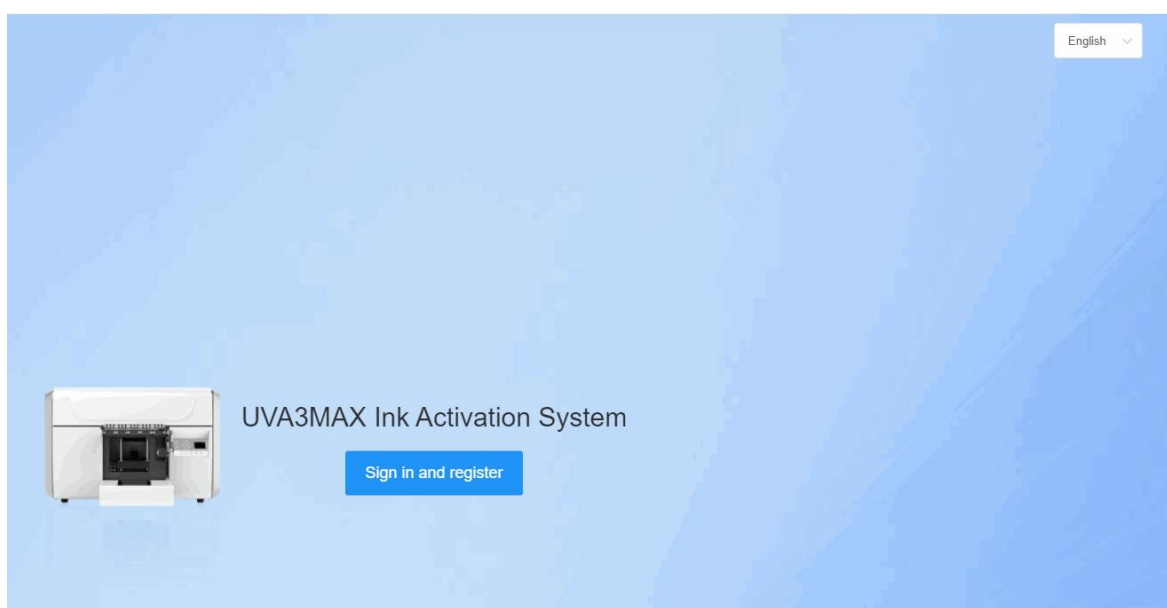 English
UVA3MAX Ink Activation System
Sign in and register